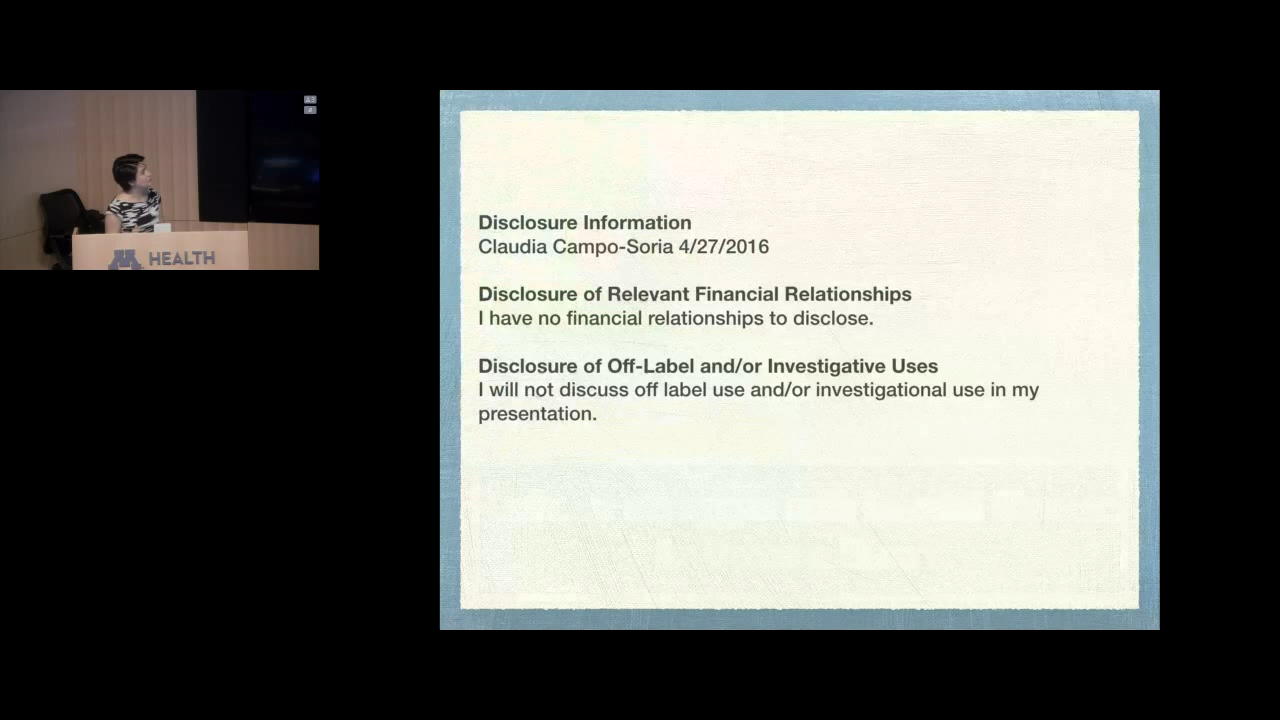 Disclosure Information
Claudia Campo-Soria 4/27/2016
Disclosure of Relevant Financial Relationships
I have no financial relationships to disclose.
Disclosure of Off-Label and/or Investigative Uses
I will not discuss off label use and/or investigational use in my
presentation.
M HEALTH